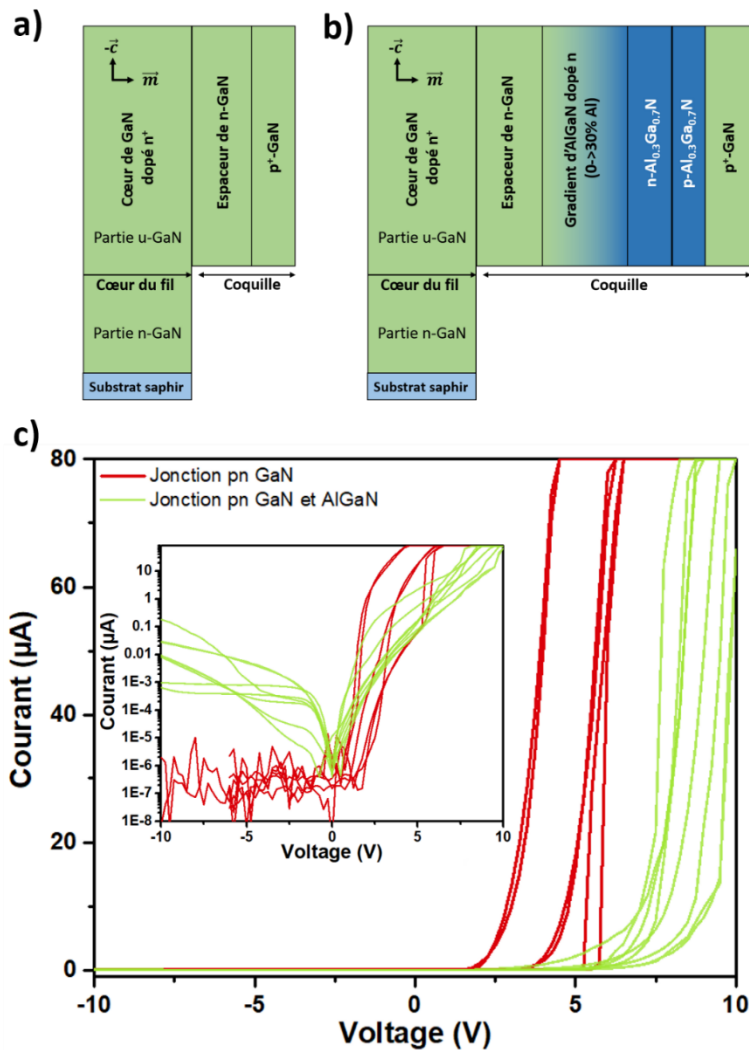 a)
-c
m
Cœur de GaN
dopé n+
Espaceur de n-GaN
p+-GaN
Partie u-GaN
Cœur du fil
Coquille
Partie n-GaN
Substrat saphir
b)
-c
m
Cœur de GaN
dopé n+
Espaceur de n-GaN
Gradient d'AlGaN dopé n
(0->30% Al)
n-Al0.3Ga0.7N
p-Al0.3Ga0.7N
p+-GaN
Partie u-GaN
Cœur du fil
Coquille
Partie n-GaN
Substrat saphir
c)
80
60
40
20
0
Courant (µA)
Jonction pn GaN
Jonction pn GaN et AlGaN
10
1
0.1
0.01
1E-3
1E-4
1E-5
1E-6
1E-7
1E-8
Courant (µA)
-10
-5
0
5
10
Voltage (V)
-10
-5
0
5
10
Voltage (V)